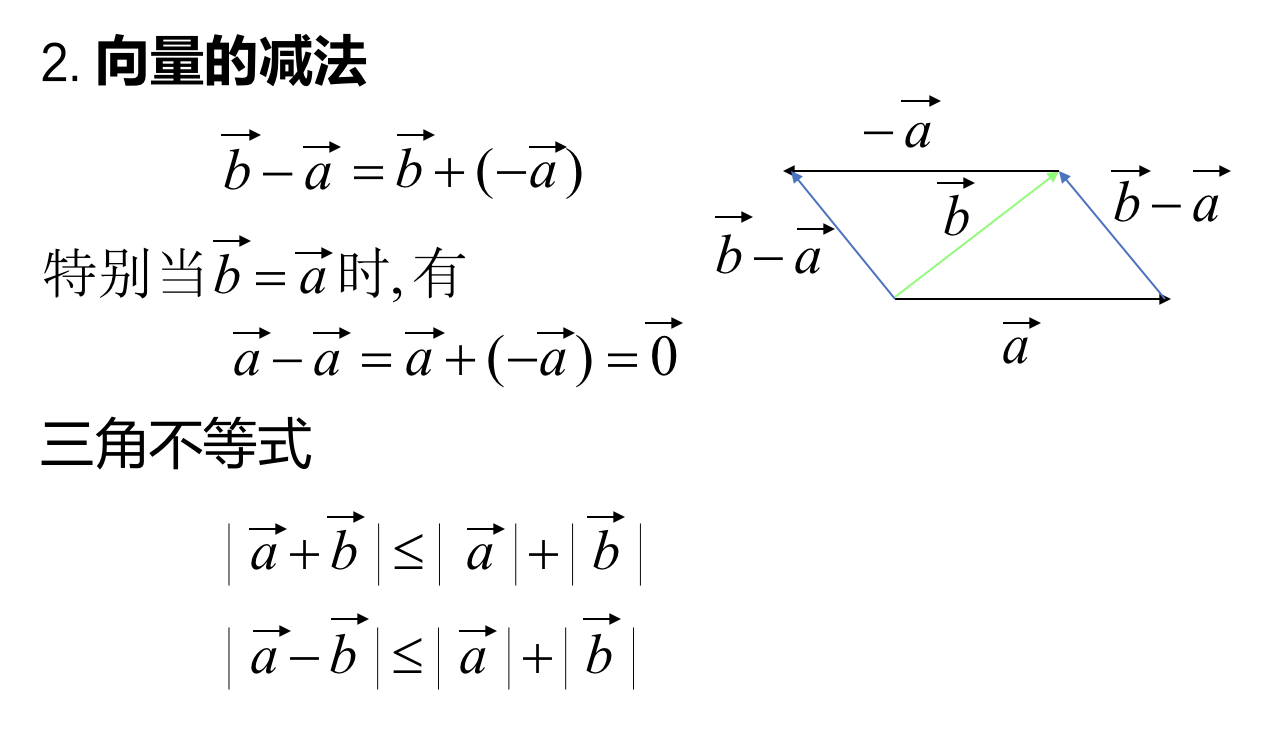 2. 向量的减法
$\vec{b}-\vec{a}=\vec{b}+(-\vec{a})$
特别当$\vec{b}=\vec{a}$时,有
$\vec{a}-\vec{a}=\vec{a}+(-\vec{a})=\vec{0}$
三角不等式
$|\vec{a}+\vec{b}|\leq|\vec{a}|+|\vec{b}|$
$|\vec{a}-\vec{b}|\leq|\vec{a}|+|\vec{b}|$
$-\vec{a}$
$\vec{b}-\vec{a}$
$\vec{b}$
$\vec{b}-\vec{a}$
$\vec{a}$